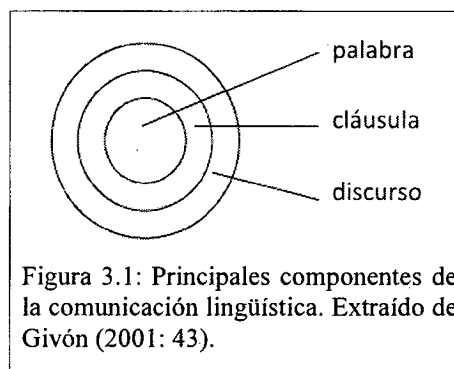 palabra
cláusula
discurso
Figura 3.1: Principales componentes de
la comunicación lingüística. Extraído de
Givón (2001: 43).